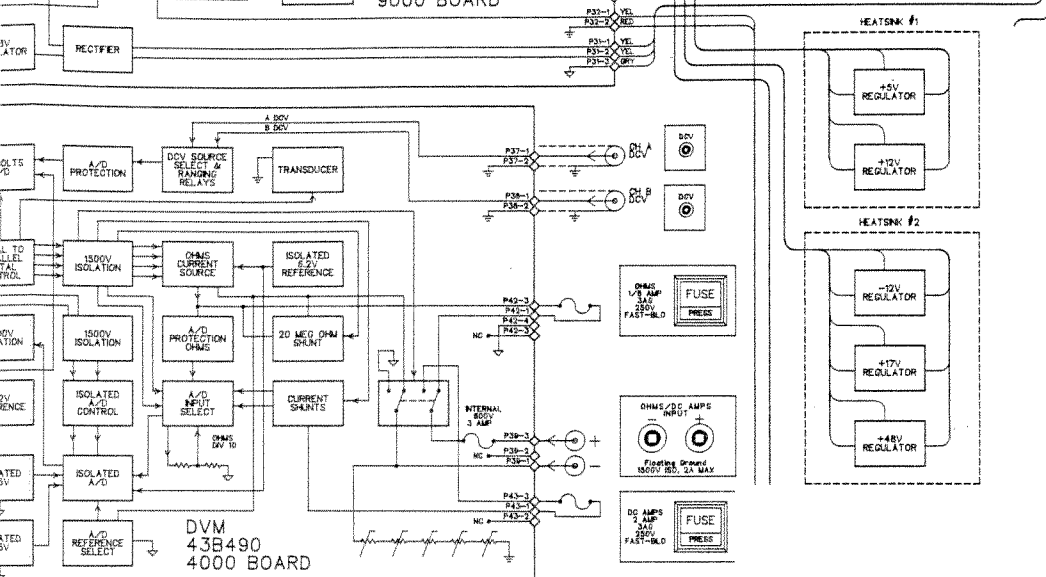 9000 BOARD
P32-1 YEL
P32-2 RED
P31-1 YEL
P31-2 YEL
P31-3 GRY
HEATSINK #1
RECTIFIER
+5V
REGULATOR
+12V
REGULATOR
A DCV
B DCV
DCV SOURCE
SELECT &
RANGING
RELAYS
A/D
PROTECTION
TRANSDUCER
P37-1
P37-2
CH A
DCV
DCV
P38-1
P38-2
CH B
DCV
DCV
HEATSINK #2
-12V
REGULATOR
+17V
REGULATOR
+48V
REGULATOR
1500V
ISOLATION
OHMS
CURRENT
SOURCE
ISOLATED
6.2V
REFERENCE
1500V
ISOLATION
A/D
PROTECTION
OHMS
20 MEG OHM
SHUNT
P42-3
P42-1
P42-4
P42-3
NC
OHMS
1/8 AMP
3AG
250V
FAST-BLO
FUSE
PRESS
ISOLATED
A/D
CONTROL
A/D
INPUT
SELECT
CURRENT
SHUNTS
OHMS
DIV 10
INTERNAL
600V
3 AMP
P39-3
P39-2
P39-1
NC
+
-
OHMS/DC AMPS
INPUT
- +
Floating Ground
1500V ISO, 2A MAX
ISOLATED
A/D
A/D
REFERENCE
SELECT
P43-3
P43-1
P43-2
NC
DC AMPS
2 AMP
3AG
250V
FAST-BLO
FUSE
PRESS
DVM
43B490
4000 BOARD